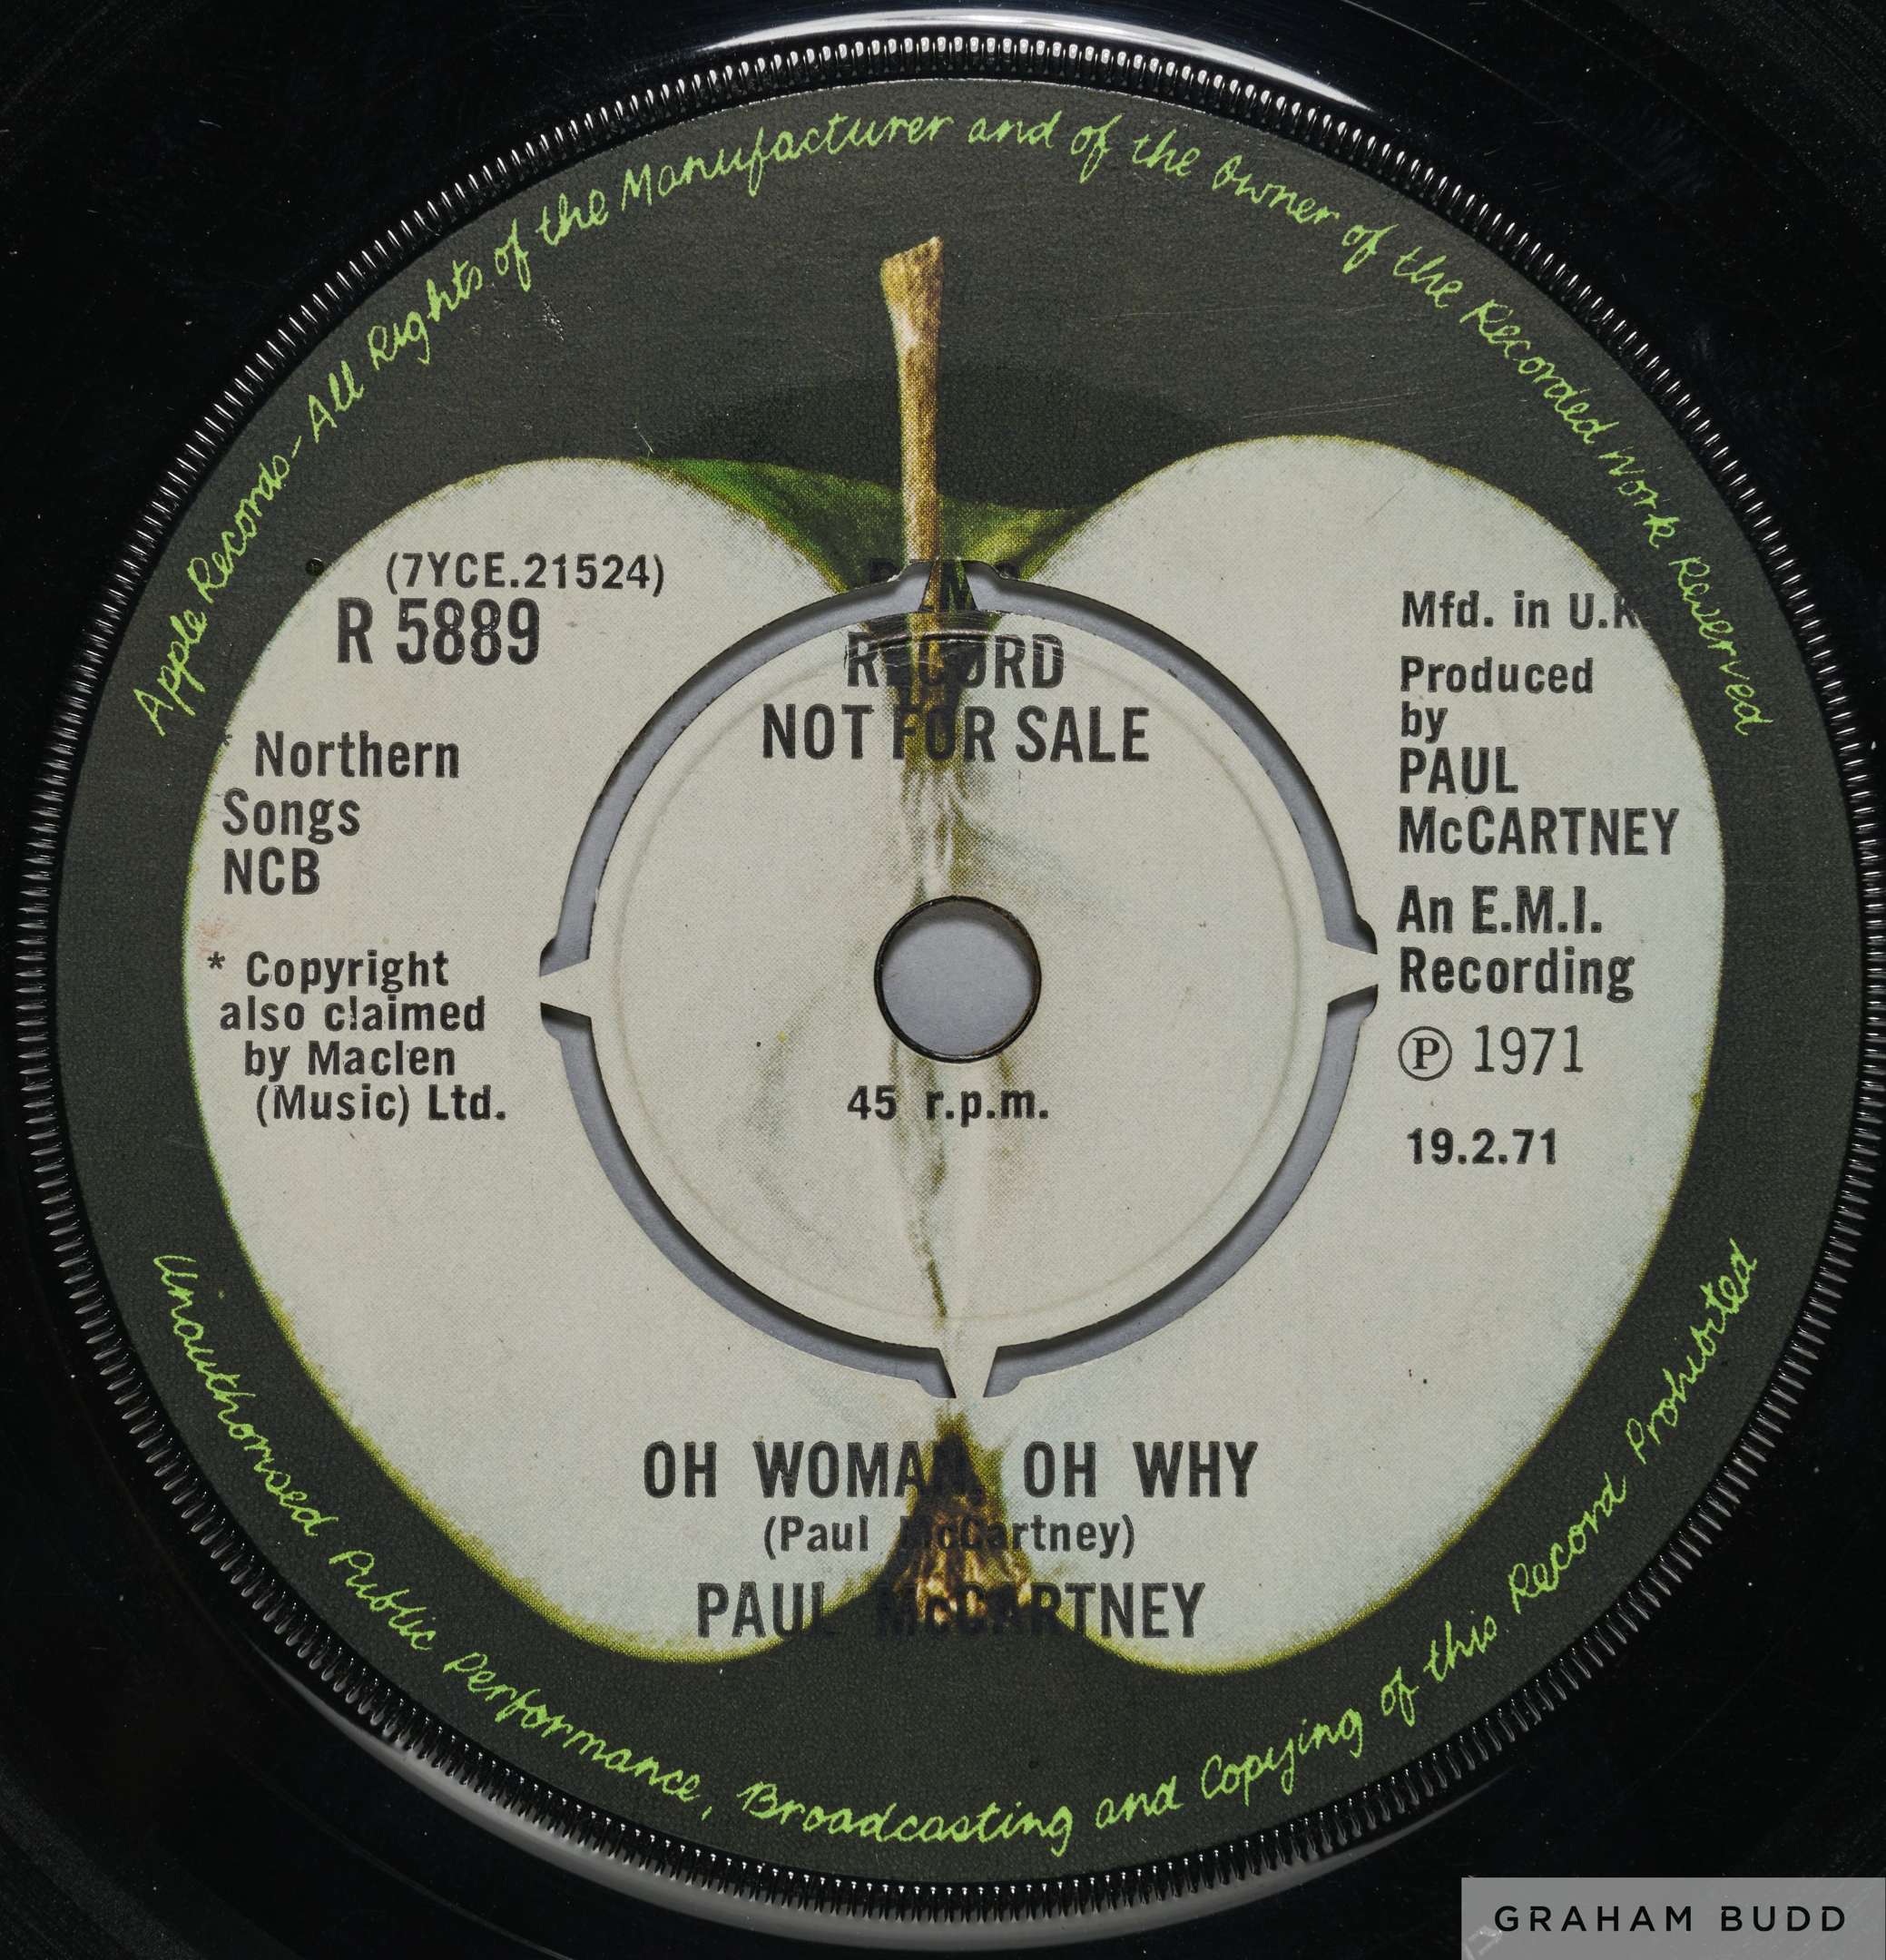 Apple Records-All Rights of the Manufacturer and of the Owner of the Recorded Work Reserved
(7YCE.21524)
R 5889
RECORD
NOT FOR SALE
* Northern
Songs
NCB
* Copyright
also claimed
by Maclen
(Music) Ltd.
Mfd. in U.K
Produced
by
PAUL
McCARTNEY
An E.M.I.
Recording
℗ 1971
19.2.71
45 r.p.m.
OH WOMAN, OH WHY
(Paul McCartney)
PAUL McCARTNEY
Unauthorised Public Performance, Broadcasting and Copying of this Record Prohibited
GRAHAM BUDD